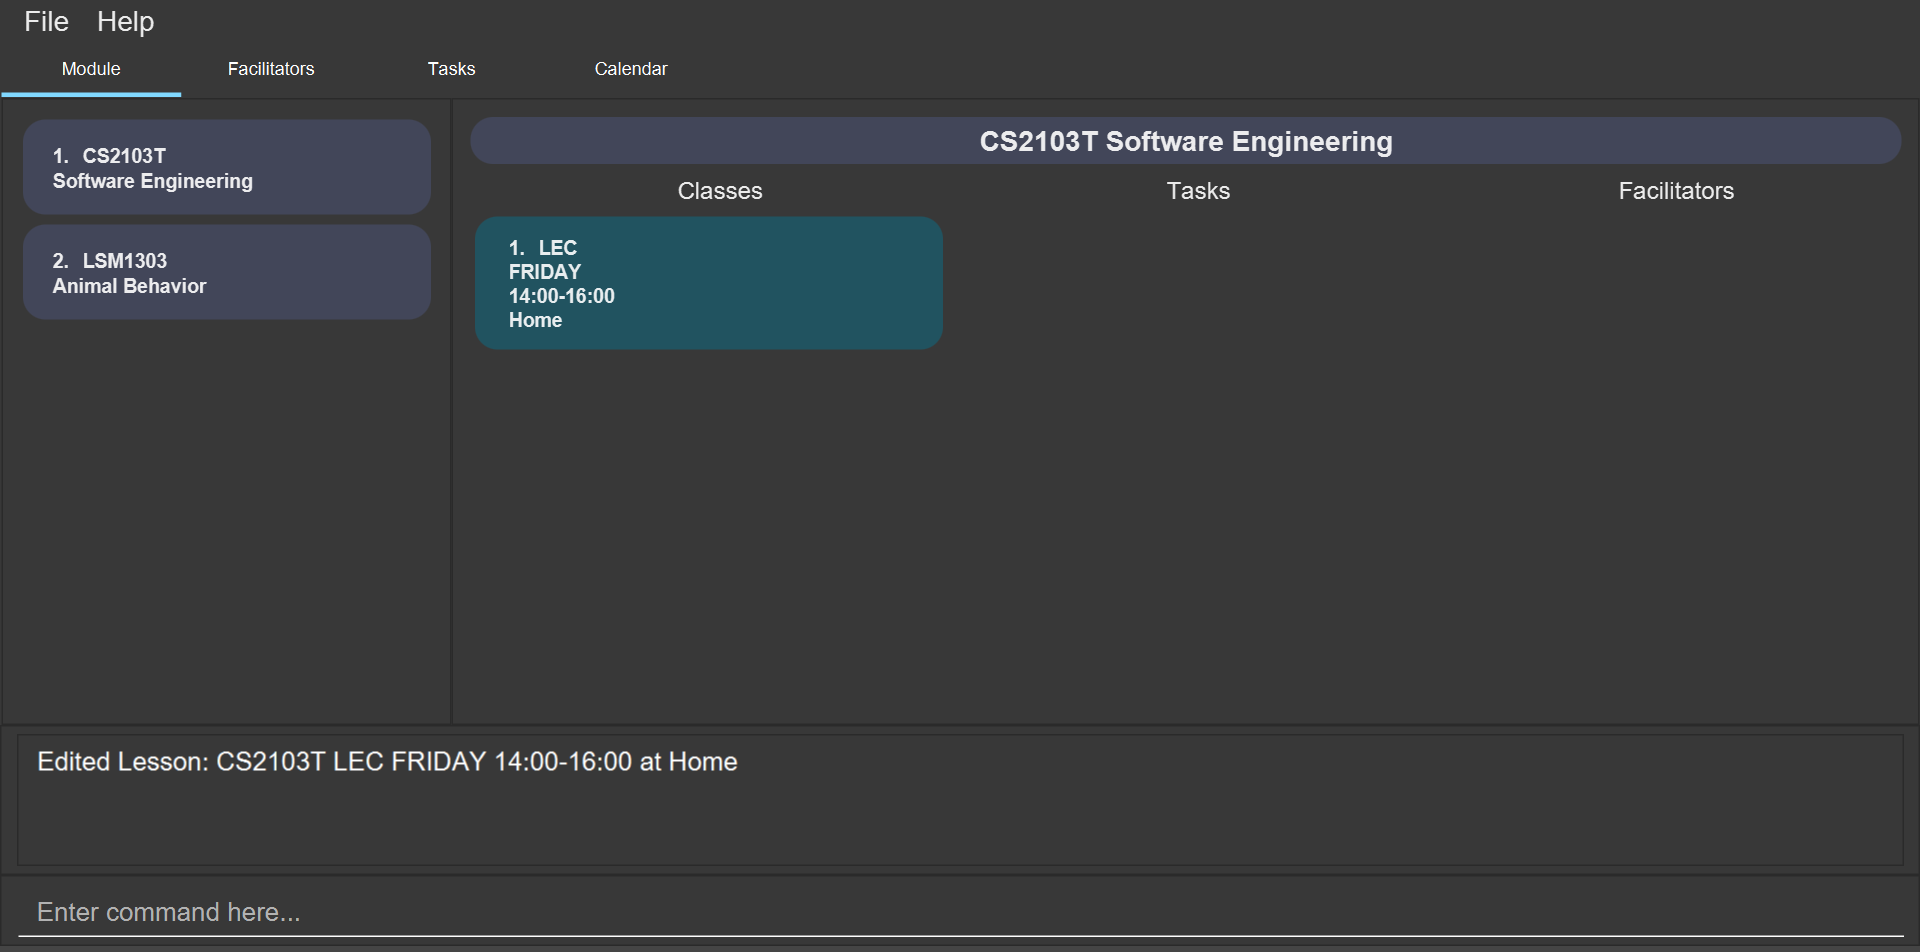 File Help
Module Facilitators Tasks Calendar
1. CS2103T
Software Engineering
2. LSM1303
Animal Behavior
CS2103T Software Engineering
Classes Tasks Facilitators
1. LEC
FRIDAY
14:00-16:00
Home
Edited Lesson: CS2103T LEC FRIDAY 14:00-16:00 at Home
Enter command here...